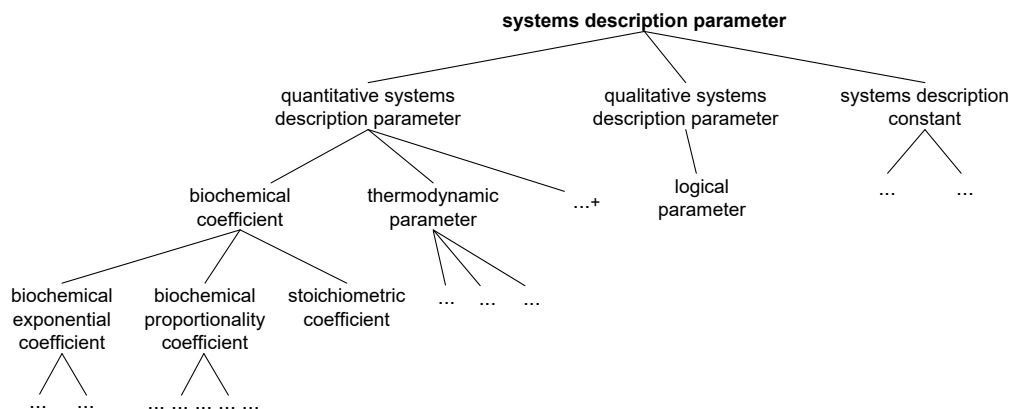 systems description parameter
quantitative systems
description parameter
qualitative systems
description parameter
systems description
constant
biochemical
coefficient
thermodynamic
parameter
...+
logical
parameter
... ...
biochemical
exponential
coefficient
biochemical
proportionality
coefficient
stoichiometric
coefficient
... ... ...
... ...
... ... ... ... ...